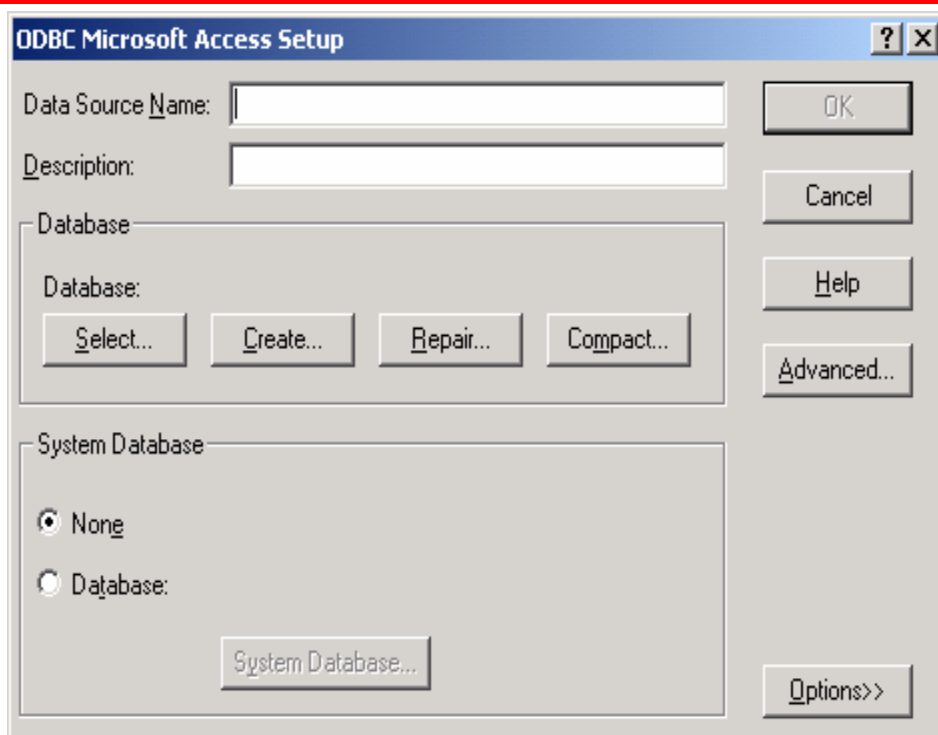 ODBC Microsoft Access Setup
Data Source Name:
OK
Description:
Cancel
Database
Database:
Help
Select...
Create...
Repair...
Compact...
Advanced...
System Database
None
Database:
System Database...
Options>>